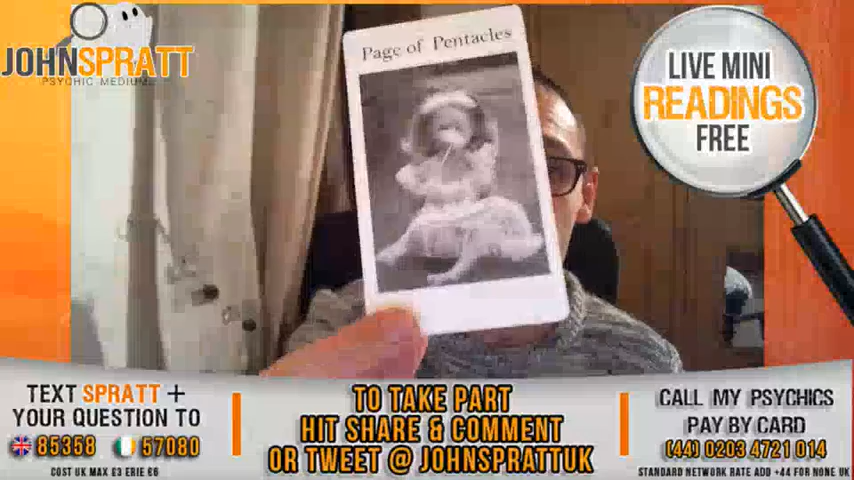 JOHNSPRATT
PSYCHIC MEDIUM
Page of Pentacles
LIVE MINI
READINGS
FREE
TEXT SPRATT +
YOUR QUESTION TO
85358 57080
COST UK MAX £3 ERIE €6
TO TAKE PART
HIT SHARE & COMMENT
OR TWEET @ JOHNSPRATTUK
CALL MY PSYCHICS
PAY BY CARD
(44) 0203 4721 014
STANDARD NETWORK RATE ADD +44 FOR NONE UK